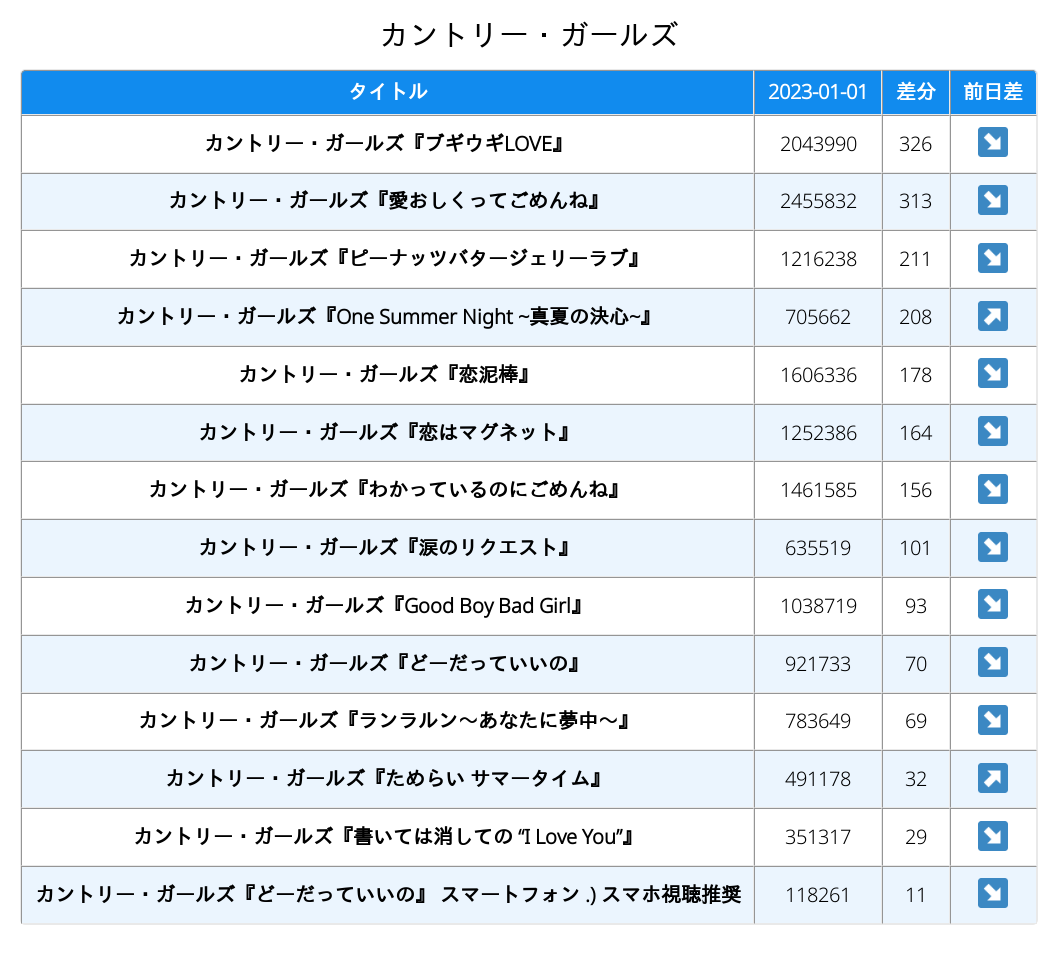 カントリー・ガールズ
タイトル 2023-01-01 差分 前日差
カントリー・ガールズ『ブギウギLOVE』 2043990 326 ↘
カントリー・ガールズ『愛おしくってごめんね』 2455832 313 ↘
カントリー・ガールズ『ピーナッツバタージェリーラブ』 1216238 211 ↘
カントリー・ガールズ『One Summer Night ~真夏の決心~』 705662 208 ↗
カントリー・ガールズ『恋泥棒』 1606336 178 ↘
カントリー・ガールズ『恋はマグネット』 1252386 164 ↘
カントリー・ガールズ『わかっているのにごめんね』 1461585 156 ↘
カントリー・ガールズ『涙のリクエスト』 635519 101 ↘
カントリー・ガールズ『Good Boy Bad Girl』 1038719 93 ↘
カントリー・ガールズ『どーだっていいの』 921733 70 ↘
カントリー・ガールズ『ランラルン～あなたに夢中～』 783649 69 ↘
カントリー・ガールズ『ためらい サマータイム』 491178 32 ↗
カントリー・ガールズ『書いては消しての “I Love You”』 351317 29 ↘
カントリー・ガールズ『どーだっていいの』 スマートフォン .) スマホ視聴推奨 118261 11 ↘